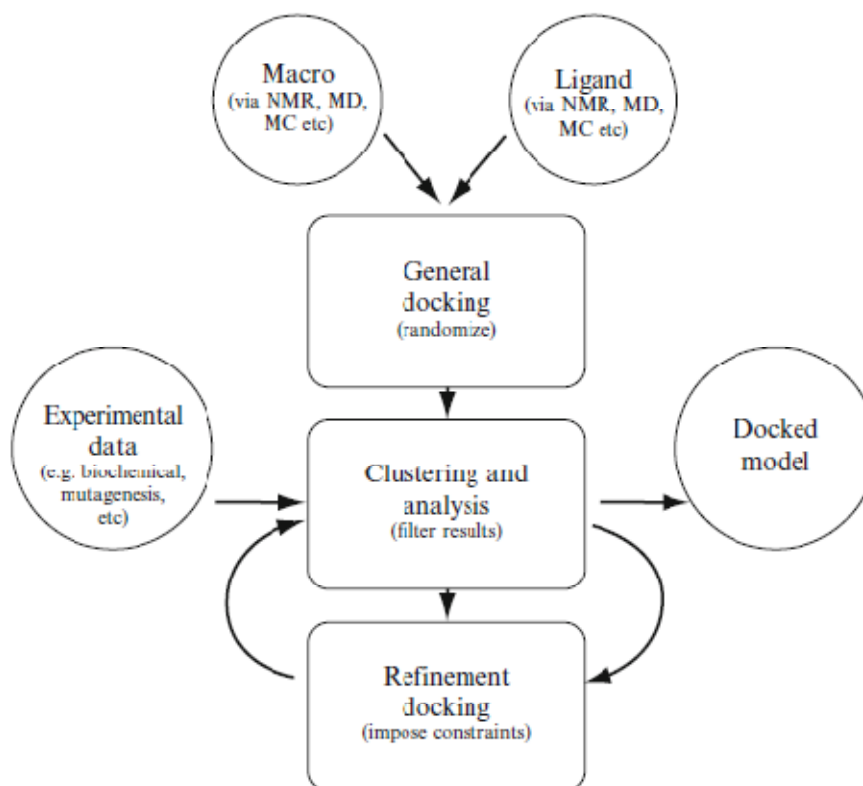 Macro
(via NMR, MD,
MC etc)
Ligand
(via NMR, MD,
MC etc)
General
docking
(randomize)
Experimental
data
(e.g. biochemical,
mutagenesis,
etc)
Clustering and
analysis
(filter results)
Docked
model
Refinement
docking
(impose constraints)